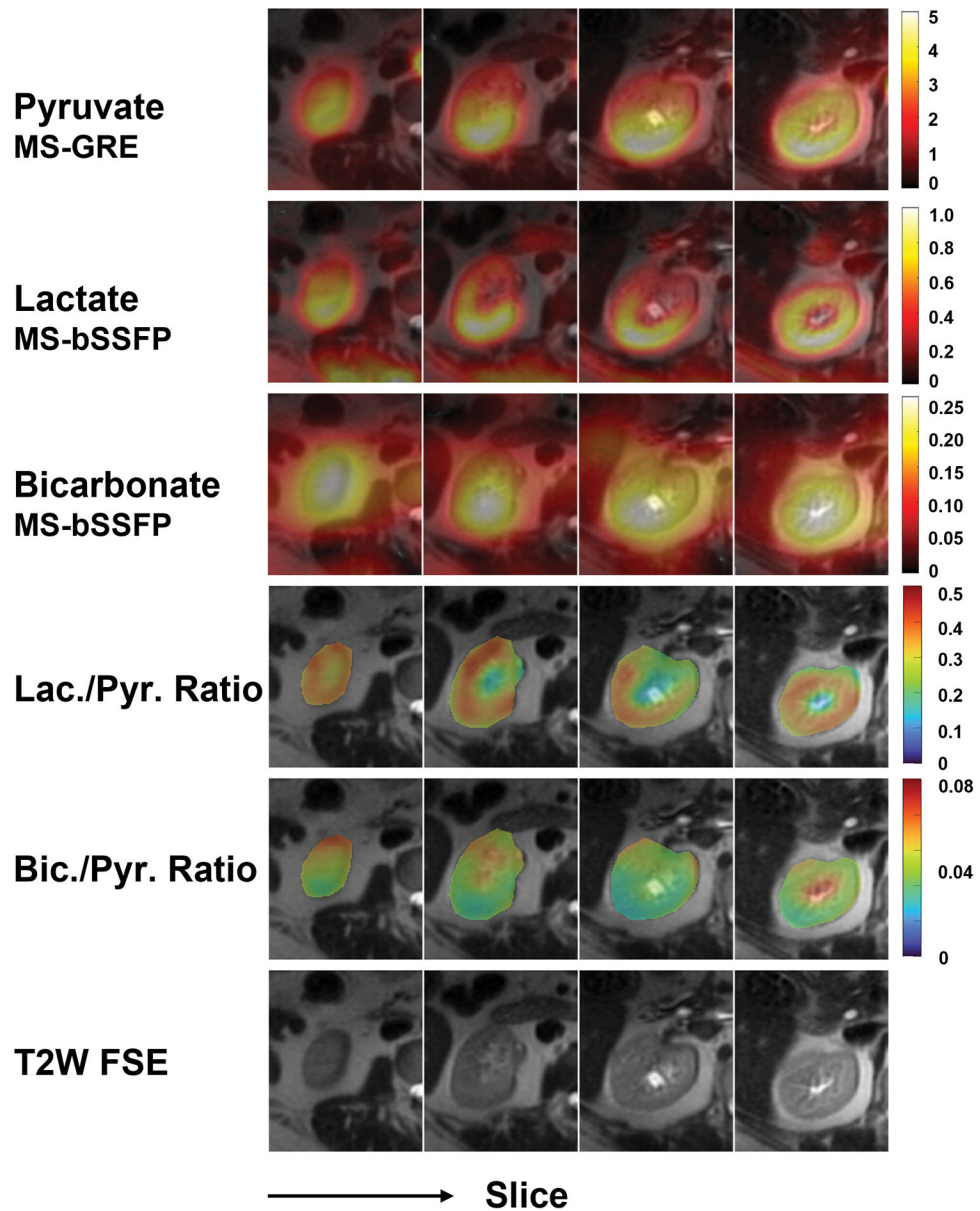 Pyruvate
MS-GRE
5
4
3
2
1
0
Lactate
MS-bSSFP
1.0
0.8
0.6
0.4
0.2
0
Bicarbonate
MS-bSSFP
0.25
0.20
0.15
0.10
0.05
0
Lac./Pyr. Ratio
0.5
0.4
0.3
0.2
0.1
0
Bic./Pyr. Ratio
0.08
0.04
0
T2W FSE
Slice